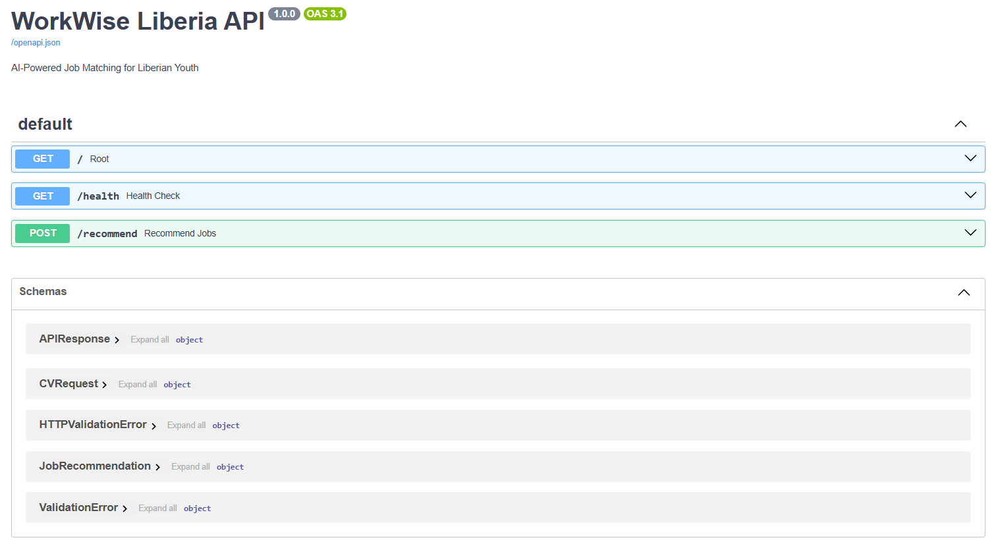 WorkWise Liberia API 1.0.0 OAS 3.1
/openapi.json
AI-Powered Job Matching for Liberian Youth
default
GET / Root
GET /health Health Check
POST /recommend Recommend Jobs
Schemas
APIResponse Expand all object
CVRequest Expand all object
HTTPValidationError Expand all object
JobRecommendation Expand all object
ValidationError Expand all object